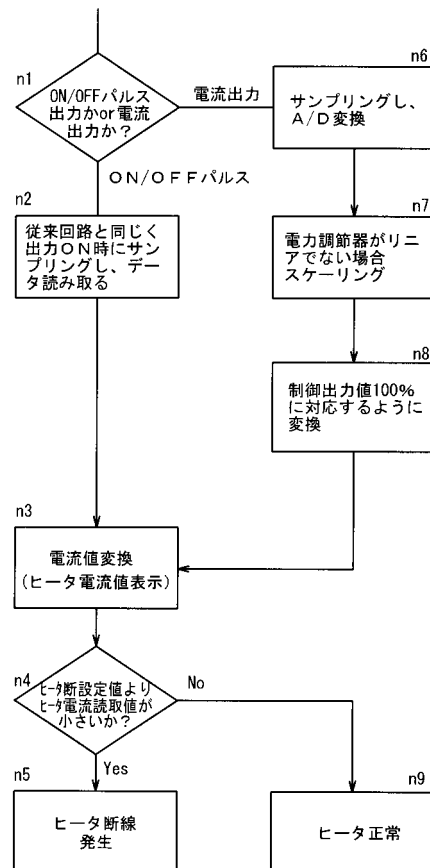 n1
ON/OFFパルス
出力かor電流
出力か？
電流出力
ON/OFFパルス
n6
サンプリングし、
A/D変換
n2
従来回路と同じく
出力ON時にサン
プリングし、デー
タ読み取る
n7
電力調節器がリニ
アでない場合
スケーリング
n8
制御出力値100%
に対応するように
変換
n3
電流値変換
(ヒータ電流値表示)
n4
ﾋｰﾀ断設定値より
ﾋｰﾀ電流読取値が
小さいか？
No
Yes
n5
ヒータ断線
発生
n9
ヒータ正常